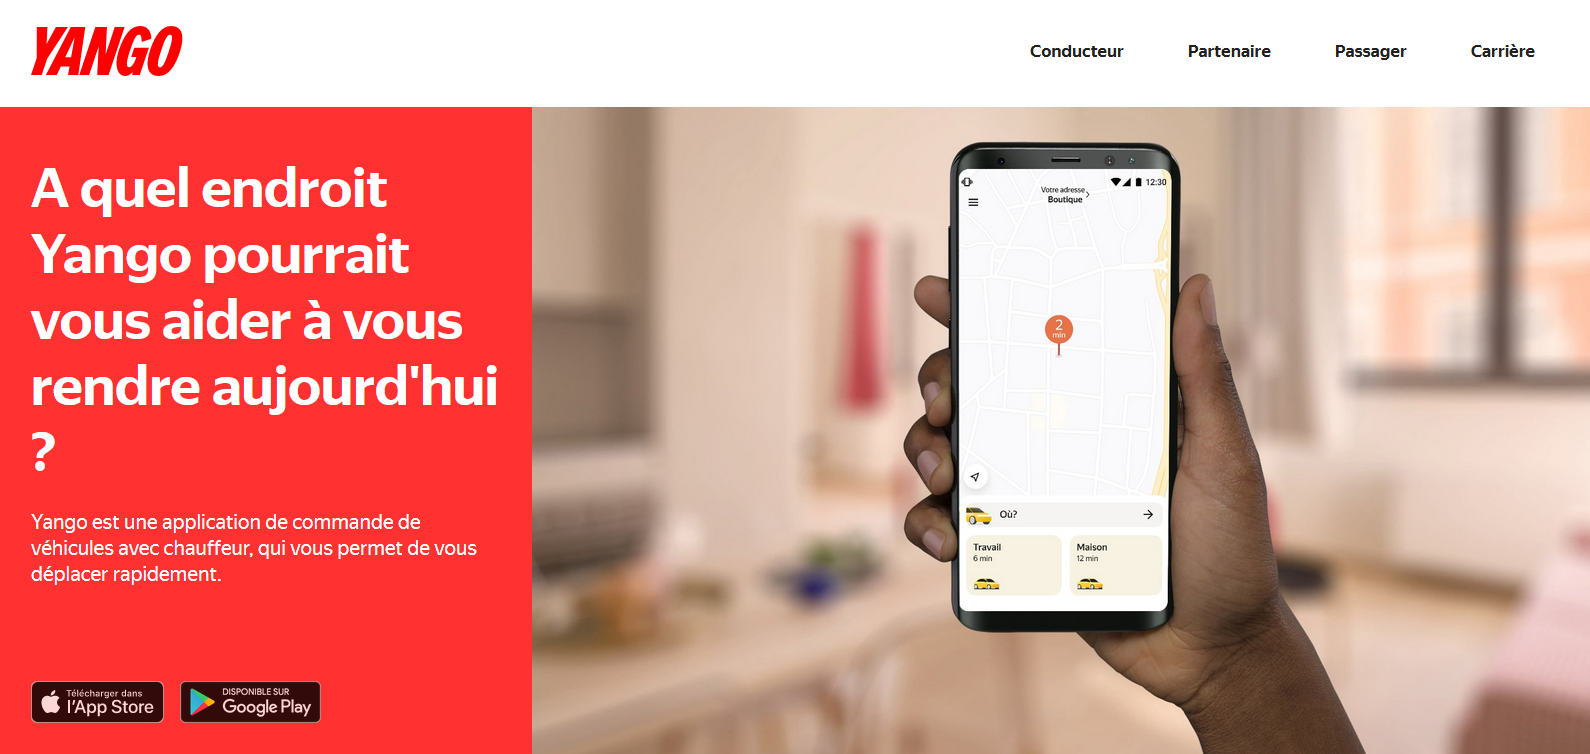 YANGO
Conducteur
Partenaire
Passager
Carrière
A quel endroit
Yango pourrait
vous aider à vous
rendre aujourd'hui
?
Yango est une application de commande de
véhicules avec chauffeur, qui vous permet de vous
déplacer rapidement.
Télécharger dans
l'App Store
DISPONIBLE SUR
Google Play
12:30
Votre adresse
Boutique
2
min
Où?
Travail
6 min
Maison
12 min